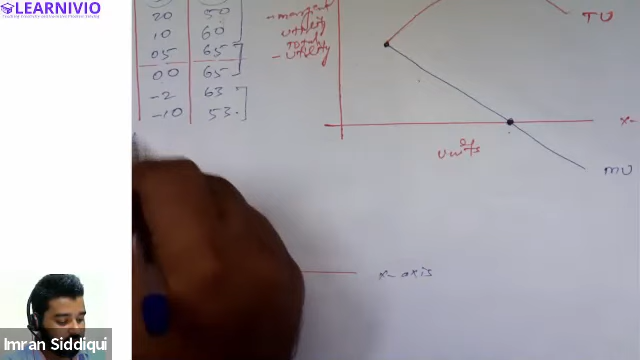 LEARNIVIO
20 50
10 60
05 65
00 65
-2 63
-10 53.
- marginal
utility
Total
- utility
TU
x-
MU
x-axis
Imran Siddiqui